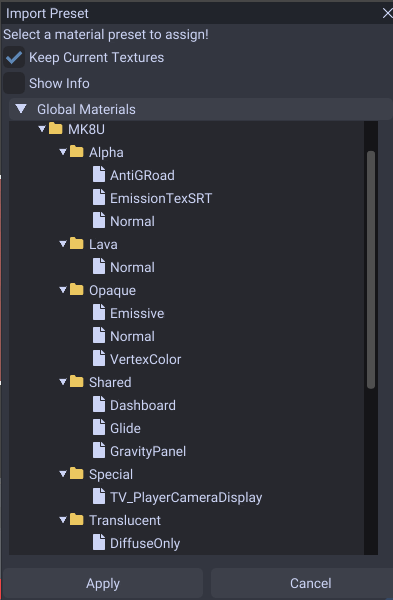 Import Preset
Select a material preset to assign!
Keep Current Textures
Show Info
Global Materials
MK8U
Alpha
AntiGRoad
EmissionTexSRT
Normal
Lava
Normal
Opaque
Emissive
Normal
VertexColor
Shared
Dashboard
Glide
GravityPanel
Special
TV_PlayerCameraDisplay
Translucent
DiffuseOnly
Apply Cancel